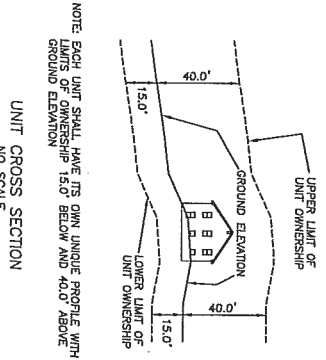 UPPER LIMIT OF
UNIT OWNERSHIP
40.0'
40.0'
GROUND ELEVATION
15.0'
15.0'
LOWER LIMIT OF
UNIT OWNERSHIP
NOTE: EACH UNIT SHALL HAVE ITS OWN UNIQUE PROFILE WITH
LIMITS OF OWNERSHIP 15.0' BELOW AND 40.0' ABOVE
GROUND ELEVATION
UNIT CROSS SECTION
NO SCALE